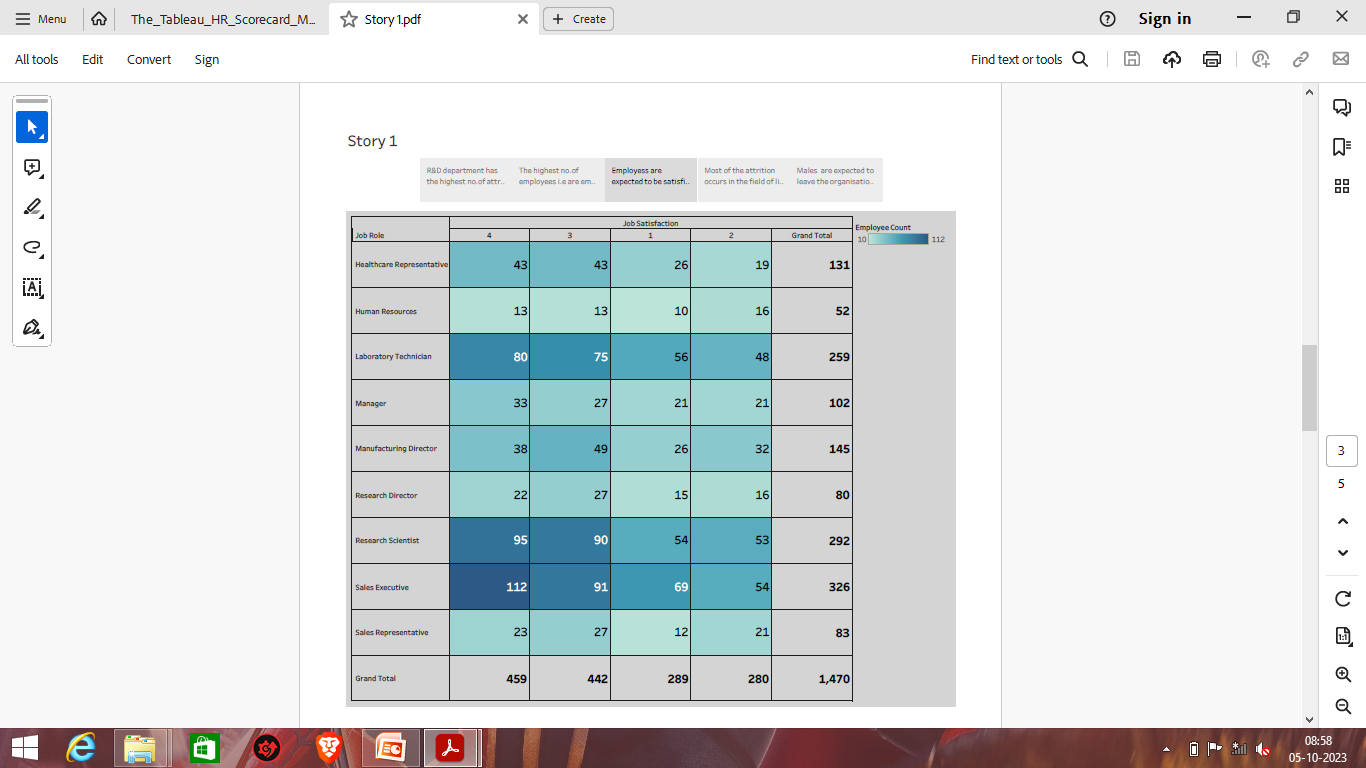 Menu The_Tableau_HR_Scorecard_M... Story 1.pdf Create Sign in
All tools Edit Convert Sign Find text or tools
Story 1
R&D department has
the highest no.of attr..
The highest no.of
employees i.e are em..
Employess are
expected to be satisfi..
Most of the attrition
occurs in the field of li..
Males are expected to
leave the organisatio..
Job Satisfaction
Job Role 4 3 1 2 Grand Total
Healthcare Representative 43 43 26 19 131
Human Resources 13 13 10 16 52
Laboratory Technician 80 75 56 48 259
Manager 33 27 21 21 102
Manufacturing Director 38 49 26 32 145
Research Director 22 27 15 16 80
Research Scientist 95 90 54 53 292
Sales Executive 112 91 69 54 326
Sales Representative 23 27 12 21 83
Grand Total 459 442 289 280 1,470
Employee Count
10 112
3
5
1:1
08:58
05-10-2023